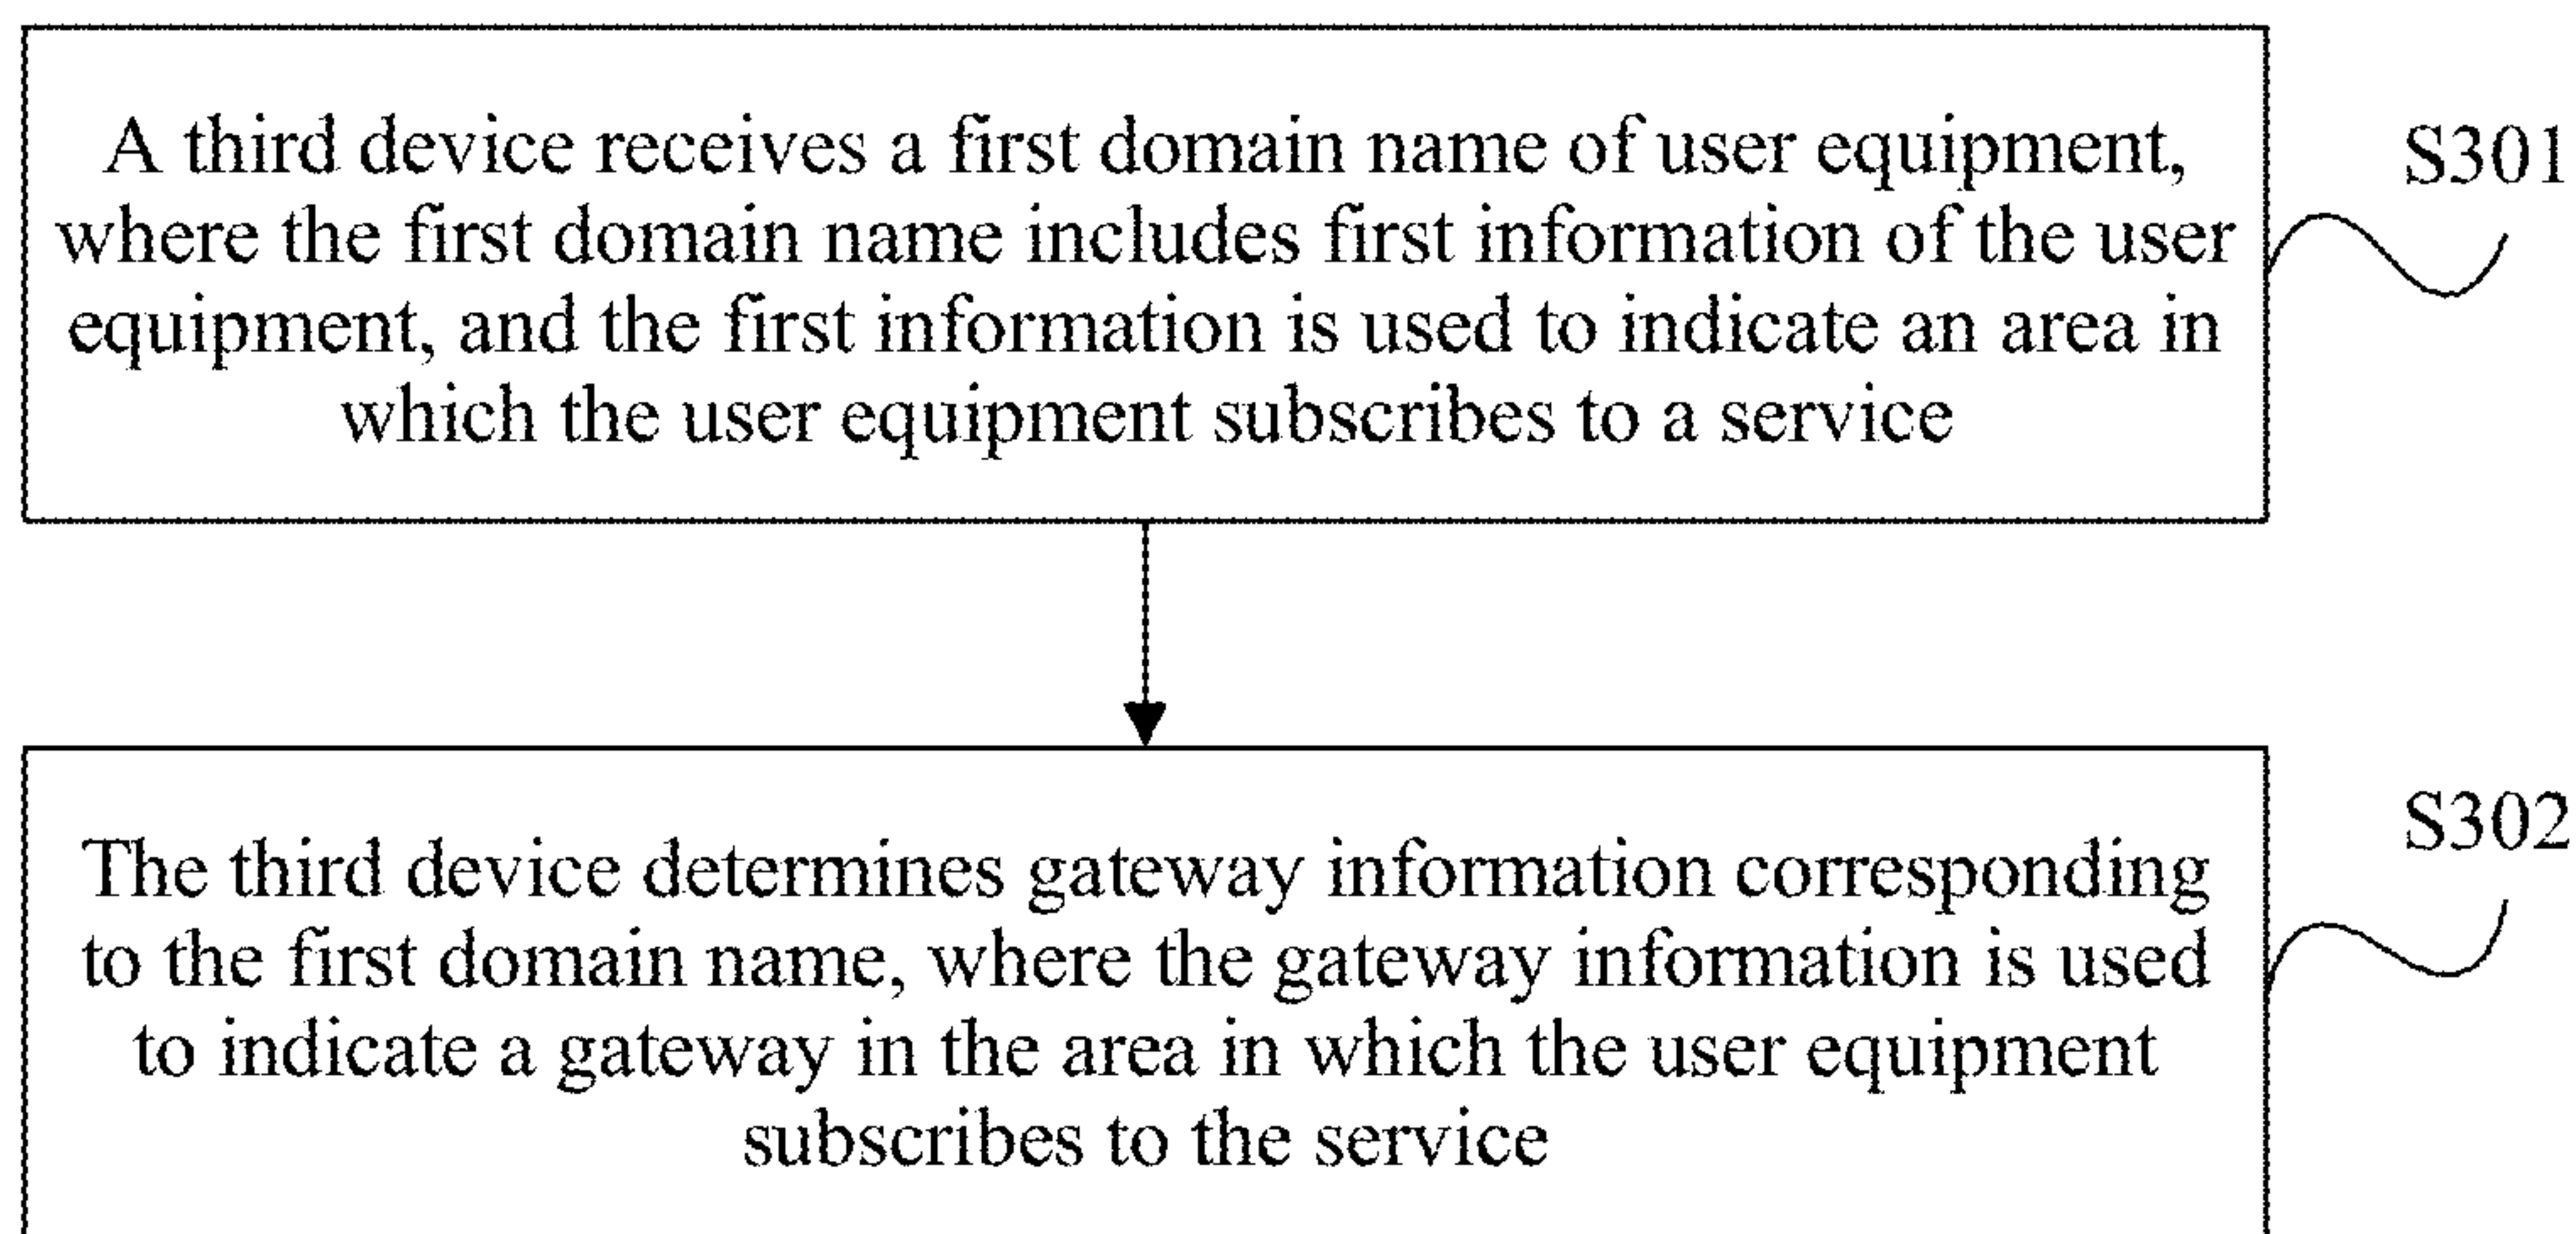 A third device receives a first domain name of user equipment,
where the first domain name includes first information of the user
equipment, and the first information is used to indicate an area in
which the user equipment subscribes to a service
S301
The third device determines gateway information corresponding
to the first domain name, where the gateway information is used
to indicate a gateway in the area in which the user equipment
subscribes to the service
S302